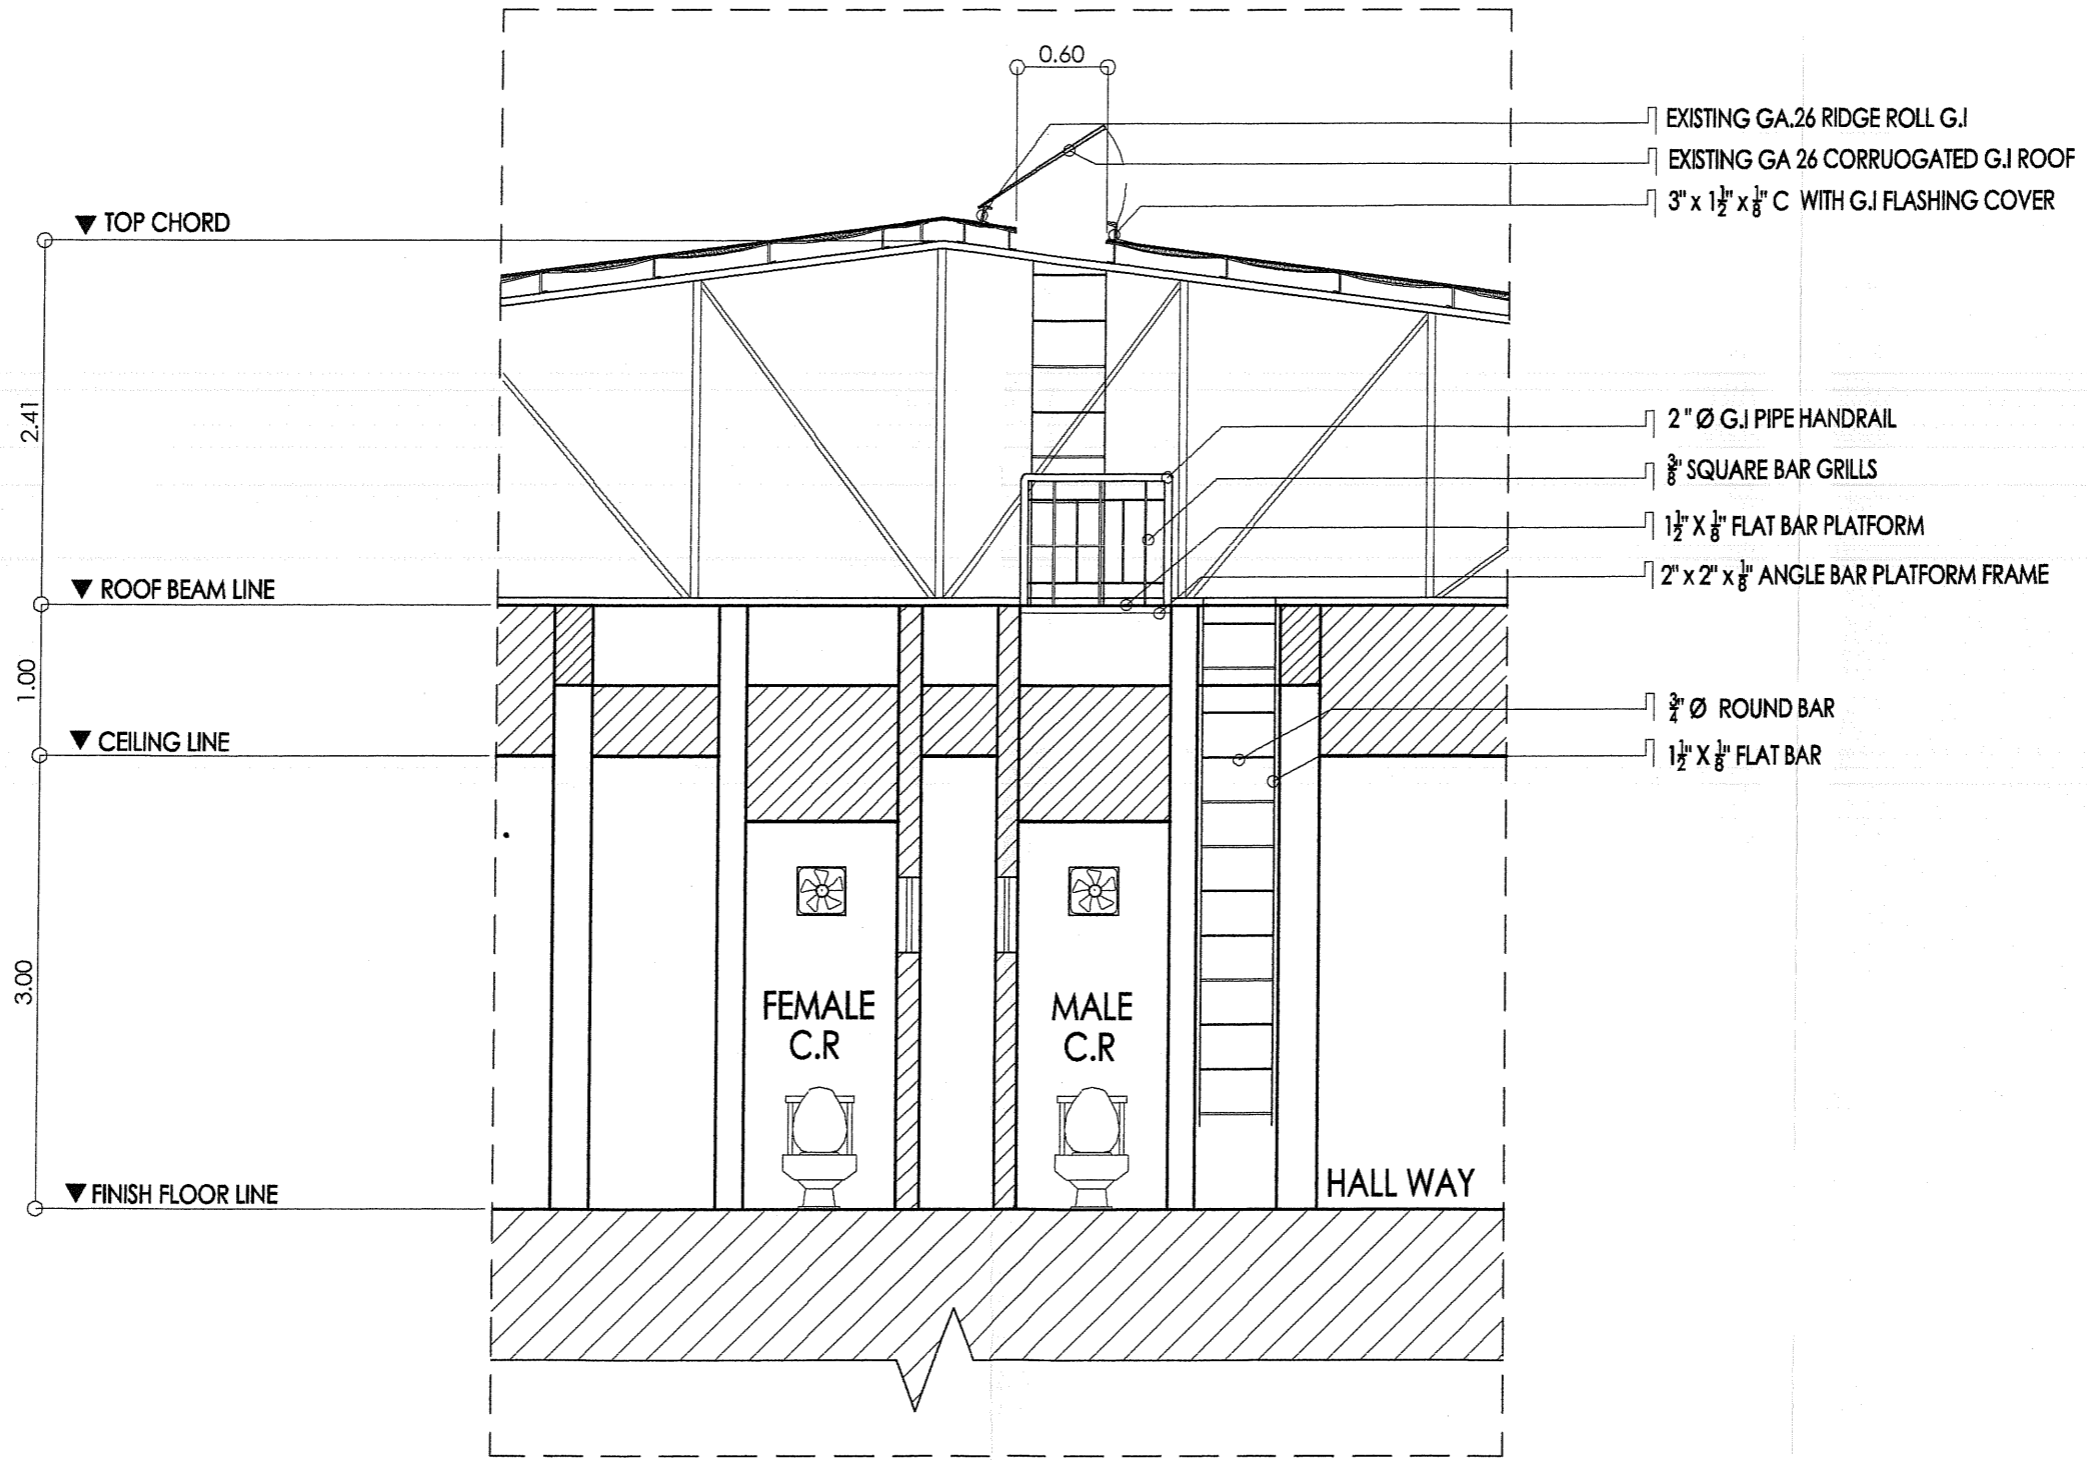 0.60
EXISTING GA.26 RIDGE ROLL G.I
EXISTING GA 26 CORRUOGATED G.I ROOF
3" x 1½" x ⅛" C WITH G.I FLASHING COVER
▼ TOP CHORD
2.41
2" Ø G.I PIPE HANDRAIL
⅜" SQUARE BAR GRILLS
1½" X ⅛" FLAT BAR PLATFORM
2" x 2" x ⅛" ANGLE BAR PLATFORM FRAME
▼ ROOF BEAM LINE
1.00
¾" Ø ROUND BAR
▼ CEILING LINE
1½" X ⅛" FLAT BAR
3.00
FEMALE
C.R
MALE
C.R
HALL WAY
▼ FINISH FLOOR LINE